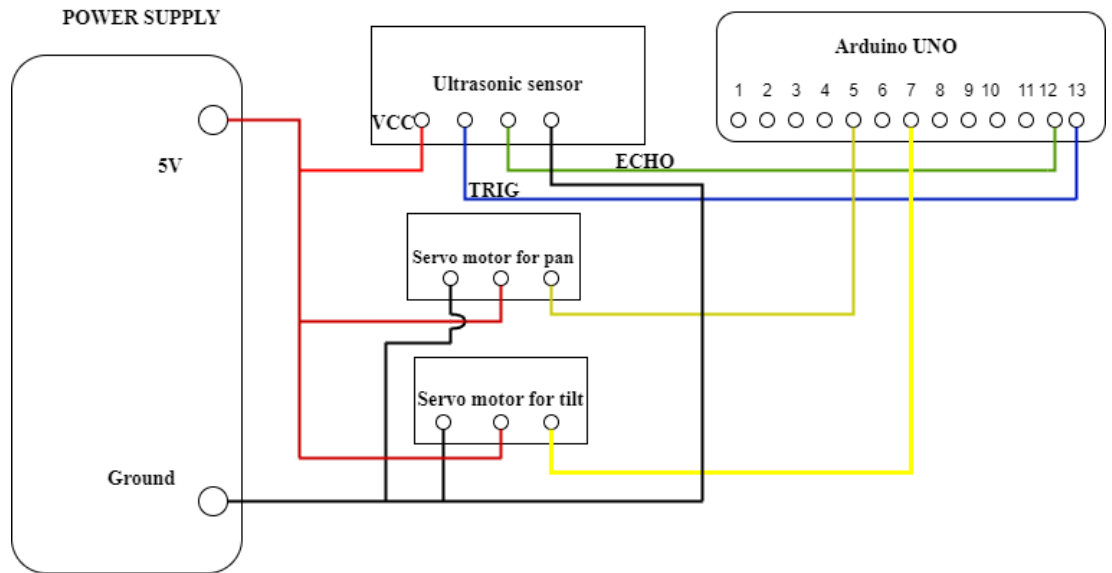 POWER SUPPLY
5V
Ground
Ultrasonic sensor
VCC
ECHO
TRIG
Servo motor for pan
Servo motor for tilt
Arduino UNO
1 2 3 4 5 6 7 8 9 10 11 12 13